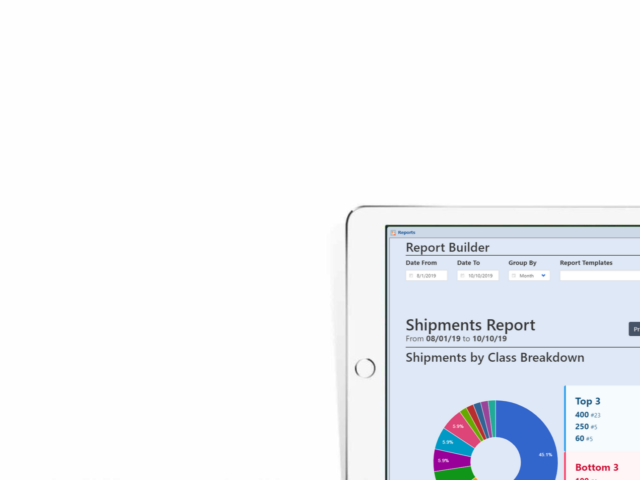 Reports
Report Builder
Date From Date To Group By Report Templates
8/1/2019 10/10/2019 Month
Shipments Report
From 08/01/19 to 10/10/19
Shipments by Class Breakdown
Top 3
400 #23
250 #5
60 #5
Bottom 3
5.9%
5.9%
5.9%
45.1%